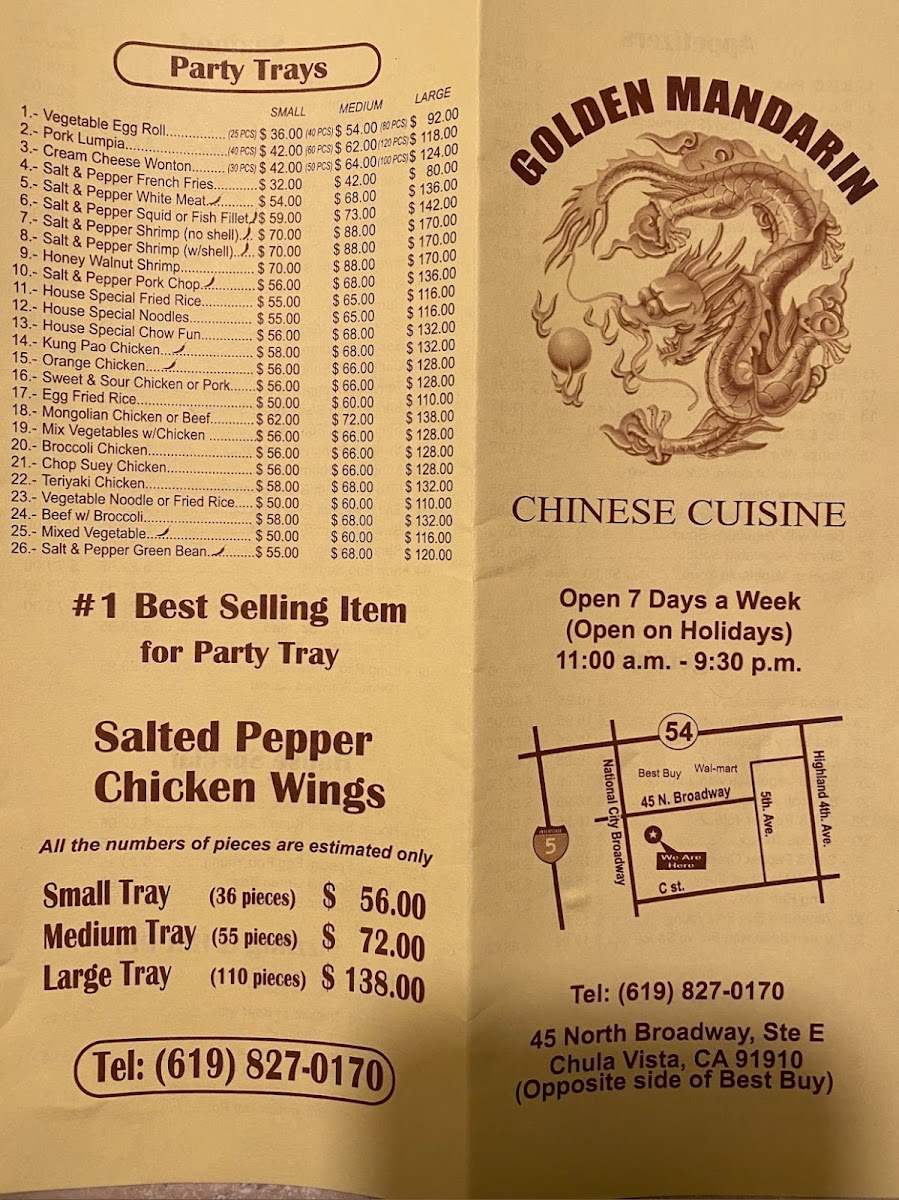 Party Trays
SMALL MEDIUM LARGE
1.- Vegetable Egg Roll..............(25 PCS) $ 36.00 (40 PCS) $ 54.00 (80 PCS) $ 92.00
2.- Pork Lumpia........................(40 PCS) $ 42.00 (60 PCS) $ 62.00 (120 PCS) $ 118.00
3.- Cream Cheese Wonton........(30 PCS) $ 42.00 (50 PCS) $ 64.00 (100 PCS) $ 124.00
4.- Salt & Pepper French Fries...........$ 32.00 $ 42.00 $ 80.00
5.- Salt & Pepper White Meat..........$ 54.00 $ 68.00 $ 136.00
6.- Salt & Pepper Squid or Fish Fillet $ 59.00 $ 73.00 $ 142.00
7.- Salt & Pepper Shrimp (no shell)... $ 70.00 $ 88.00 $ 170.00
8.- Salt & Pepper Shrimp (w/shell)..... $ 70.00 $ 88.00 $ 170.00
9.- Honey Walnut Shrimp....................$ 70.00 $ 88.00 $ 170.00
10.- Salt & Pepper Pork Chop...........$ 56.00 $ 68.00 $ 136.00
11.- House Special Fried Rice..............$ 55.00 $ 65.00 $ 116.00
12.- House Special Noodles.................$ 55.00 $ 65.00 $ 116.00
13.- House Special Chow Fun..............$ 56.00 $ 68.00 $ 132.00
14.- Kung Pao Chicken....................$ 58.00 $ 68.00 $ 132.00
15.- Orange Chicken........................$ 56.00 $ 66.00 $ 128.00
16.- Sweet & Sour Chicken or Pork......$ 56.00 $ 66.00 $ 128.00
17.- Egg Fried Rice................................$ 50.00 $ 60.00 $ 110.00
18.- Mongolian Chicken or Beef............$ 62.00 $ 72.00 $ 138.00
19.- Mix Vegetables w/Chicken .............$ 56.00 $ 66.00 $ 128.00
20.- Broccoli Chicken.............................$ 56.00 $ 66.00 $ 128.00
21.- Chop Suey Chicken........................$ 56.00 $ 66.00 $ 128.00
22.- Teriyaki Chicken..............................$ 58.00 $ 68.00 $ 132.00
23.- Vegetable Noodle or Fried Rice.....$ 50.00 $ 60.00 $ 110.00
24.- Beef w/ Broccoli..............................$ 58.00 $ 68.00 $ 132.00
25.- Mixed Vegetable.........................$ 50.00 $ 60.00 $ 116.00
26.- Salt & Pepper Green Bean...........$ 55.00 $ 68.00 $ 120.00
#1 Best Selling Item
for Party Tray
Salted Pepper
Chicken Wings
All the numbers of pieces are estimated only
Small Tray (36 pieces) $ 56.00
Medium Tray (55 pieces) $ 72.00
Large Tray (110 pieces) $ 138.00
Tel: (619) 827-0170
GOLDEN MANDARIN
CHINESE CUISINE
Open 7 Days a Week
(Open on Holidays)
11:00 a.m. - 9:30 p.m.
54
Best Buy Wal-mart
National City Broadway
45 N. Broadway
5th. Ave.
Highland 4th. Ave.
INTERSTATE
5
We Are
Here
C st.
Tel: (619) 827-0170
45 North Broadway, Ste E
Chula Vista, CA 91910
(Opposite side of Best Buy)